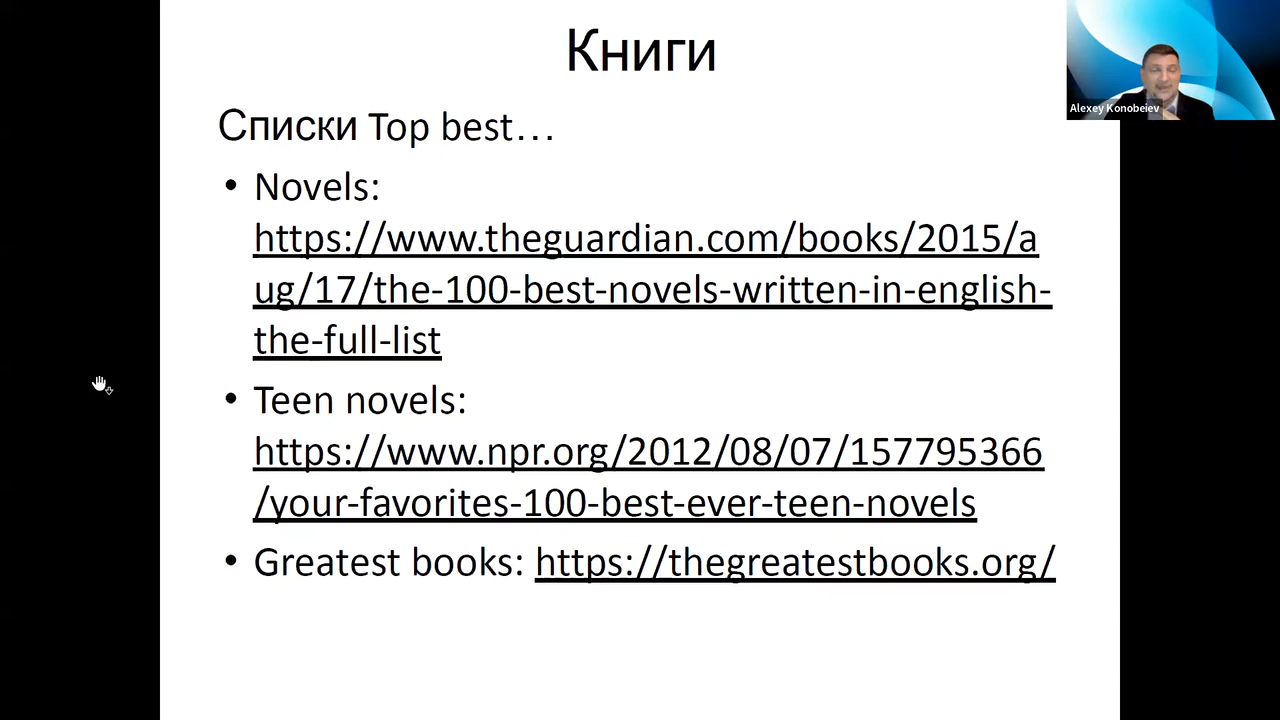 Книги
Alexey Konobeiev
Списки Top best…
• Novels:
https://www.theguardian.com/books/2015/a
ug/17/the-100-best-novels-written-in-english-
the-full-list
• Teen novels:
https://www.npr.org/2012/08/07/157795366
/your-favorites-100-best-ever-teen-novels
• Greatest books: https://thegreatestbooks.org/